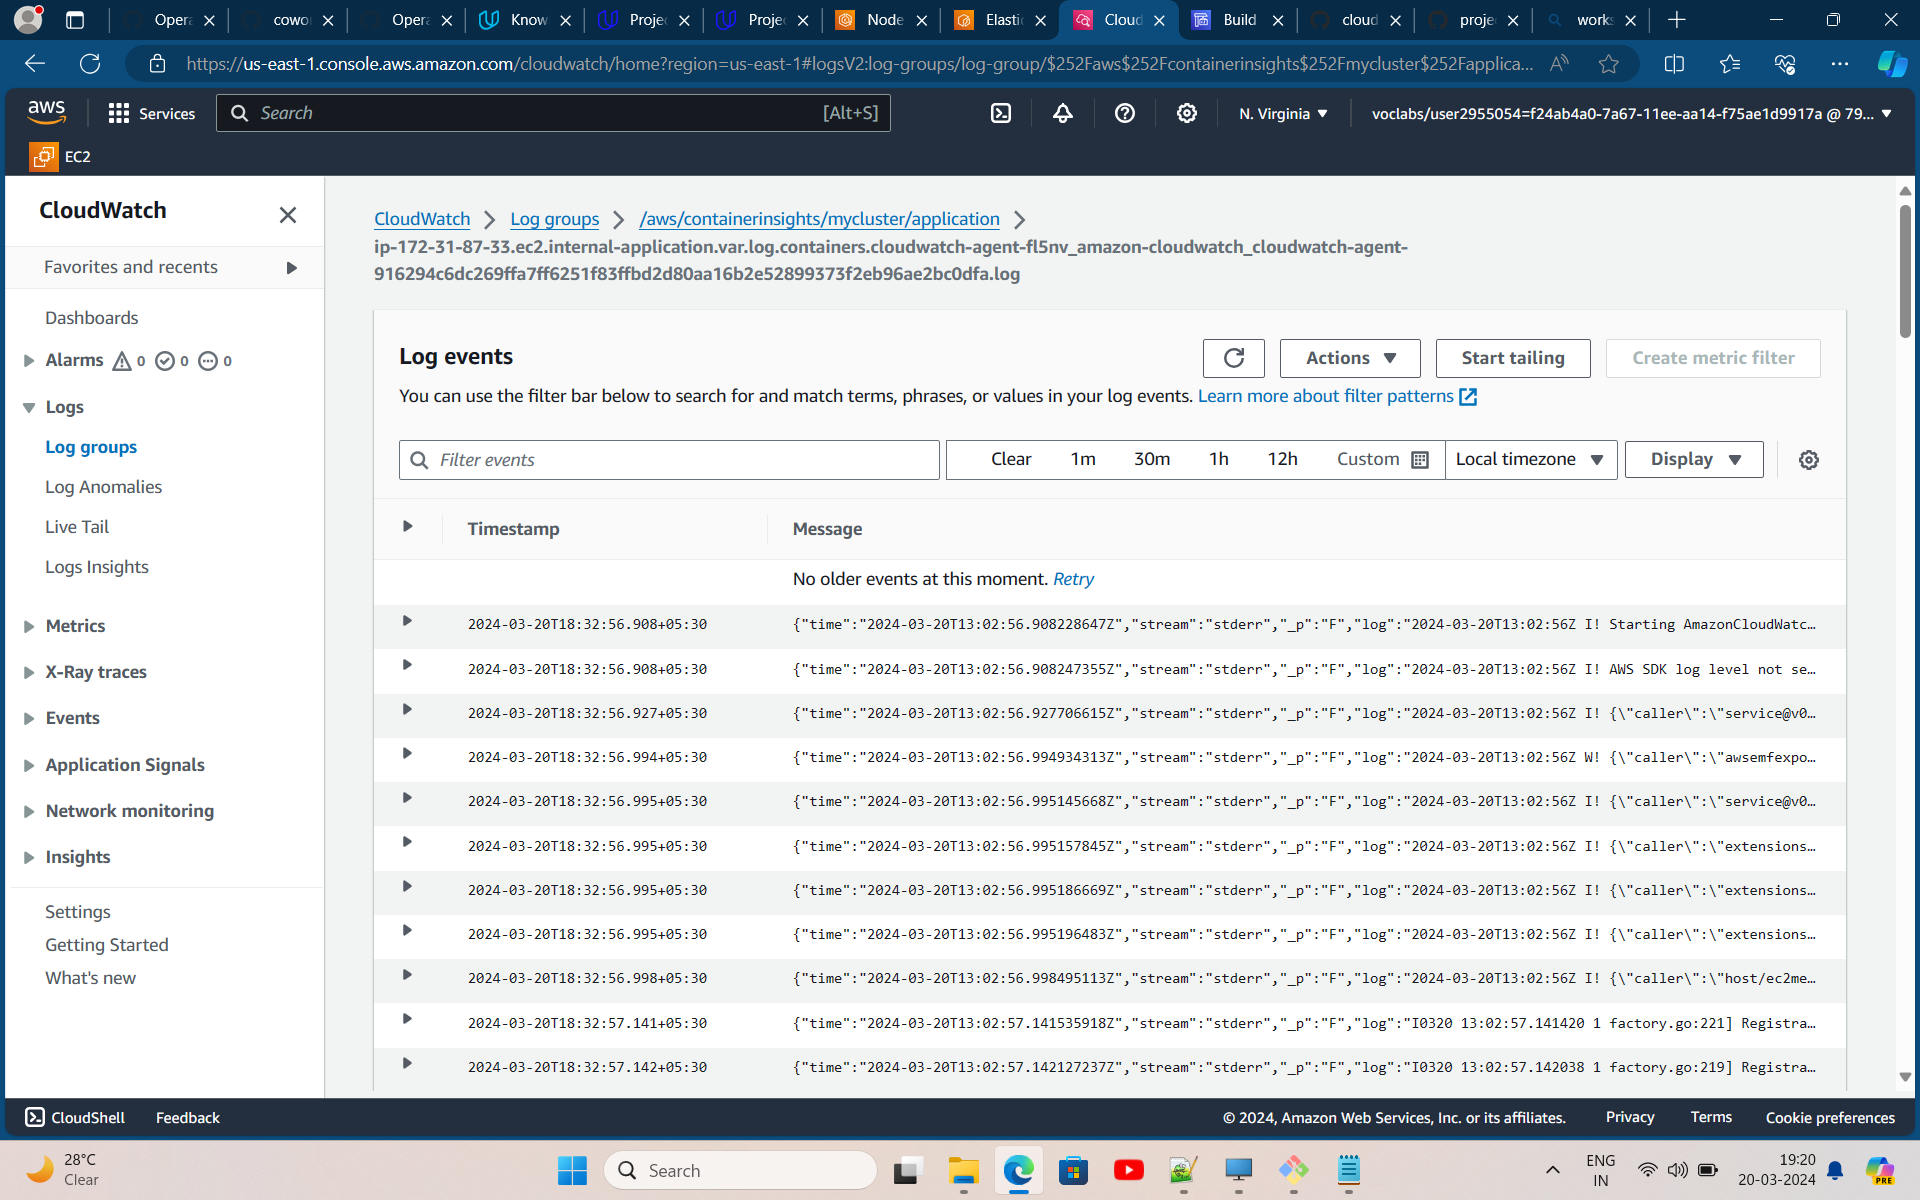 Opera
cowo
Opera
Know
Projec
Projec
Node
Elastic
Cloud
Build
cloud
proje
works
https://us-east-1.console.aws.amazon.com/cloudwatch/home?region=us-east-1#logsV2:log-groups/log-group/$252Faws$252Fcontainerinsights$252Fmycluster$252Fapplica...
aws
Services
Search
[Alt+S]
N. Virginia
voclabs/user2955054=f24ab4a0-7a67-11ee-aa14-f75ae1d9917a @ 79...
EC2
CloudWatch
Favorites and recents
Dashboards
Alarms 0 0 0
Logs
Log groups
Log Anomalies
Live Tail
Logs Insights
Metrics
X-Ray traces
Events
Application Signals
Network monitoring
Insights
Settings
Getting Started
What's new
CloudWatch
Log groups
/aws/containerinsights/mycluster/application
ip-172-31-87-33.ec2.internal-application.var.log.containers.cloudwatch-agent-fl5nv_amazon-cloudwatch_cloudwatch-agent-
916294c6dc269ffa7ff6251f83ffbd2d80aa16b2e52899373f2eb96ae2bc0dfa.log
Log events
Actions
Start tailing
Create metric filter
You can use the filter bar below to search for and match terms, phrases, or values in your log events. Learn more about filter patterns
Filter events
Clear
1m
30m
1h
12h
Custom
Local timezone
Display
Timestamp
Message
No older events at this moment. Retry
2024-03-20T18:32:56.908+05:30 {"time":"2024-03-20T13:02:56.908228647Z","stream":"stderr","_p":"F","log":"2024-03-20T13:02:56Z I! Starting AmazonCloudWatc...
2024-03-20T18:32:56.908+05:30 {"time":"2024-03-20T13:02:56.908247355Z","stream":"stderr","_p":"F","log":"2024-03-20T13:02:56Z I! AWS SDK log level not se...
2024-03-20T18:32:56.927+05:30 {"time":"2024-03-20T13:02:56.927706615Z","stream":"stderr","_p":"F","log":"2024-03-20T13:02:56Z I! {\"caller\":\"service@v0...
2024-03-20T18:32:56.994+05:30 {"time":"2024-03-20T13:02:56.994934313Z","stream":"stderr","_p":"F","log":"2024-03-20T13:02:56Z W! {\"caller\":\"awsemfexpo...
2024-03-20T18:32:56.995+05:30 {"time":"2024-03-20T13:02:56.995145668Z","stream":"stderr","_p":"F","log":"2024-03-20T13:02:56Z I! {\"caller\":\"service@v0...
2024-03-20T18:32:56.995+05:30 {"time":"2024-03-20T13:02:56.995157845Z","stream":"stderr","_p":"F","log":"2024-03-20T13:02:56Z I! {\"caller\":\"extensions...
2024-03-20T18:32:56.995+05:30 {"time":"2024-03-20T13:02:56.995186669Z","stream":"stderr","_p":"F","log":"2024-03-20T13:02:56Z I! {\"caller\":\"extensions...
2024-03-20T18:32:56.995+05:30 {"time":"2024-03-20T13:02:56.995196483Z","stream":"stderr","_p":"F","log":"2024-03-20T13:02:56Z I! {\"caller\":\"extensions...
2024-03-20T18:32:56.998+05:30 {"time":"2024-03-20T13:02:56.998495113Z","stream":"stderr","_p":"F","log":"2024-03-20T13:02:56Z I! {\"caller\":\"host/ec2me...
2024-03-20T18:32:57.141+05:30 {"time":"2024-03-20T13:02:57.141535918Z","stream":"stderr","_p":"F","log":"I0320 13:02:57.141420 1 factory.go:221] Registra...
2024-03-20T18:32:57.142+05:30 {"time":"2024-03-20T13:02:57.142127237Z","stream":"stderr","_p":"F","log":"I0320 13:02:57.142038 1 factory.go:219] Registra...
CloudShell
Feedback
© 2024, Amazon Web Services, Inc. or its affiliates.
Privacy
Terms
Cookie preferences
28°C
Clear
Search
ENG
IN
19:20
20-03-2024
PRE